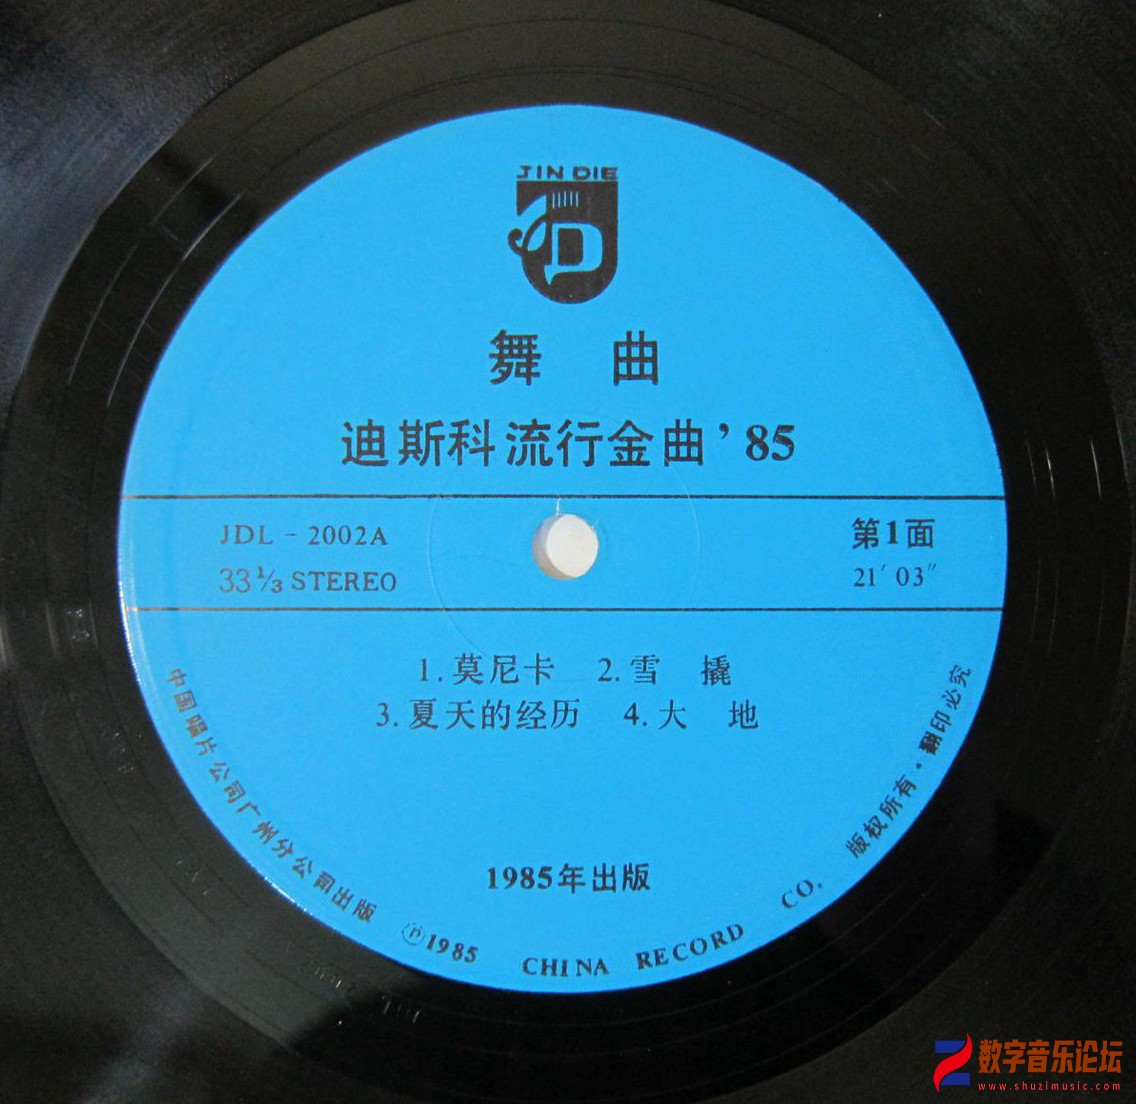 JIN DIE
JD
舞 曲
迪斯科流行金曲’85
JDL - 2002A
33 ⅓ STEREO
第1面
21′ 03″
1. 莫尼卡 2. 雪 撬
3. 夏天的经历 4. 大 地
1985年出版
中国唱片公司广州分公司出版 Ⓟ1985 CHINA RECORD CO. 版权所有·翻印必究
数字音乐论坛
www.shuzimusic.com